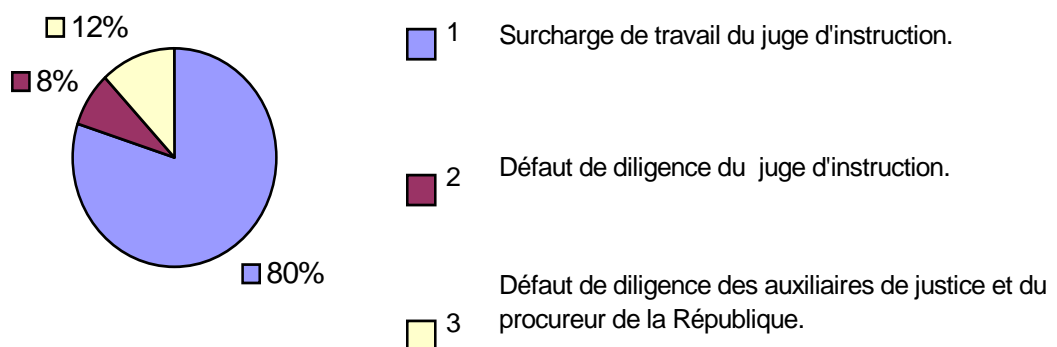 12%
8%
80%
1 Surcharge de travail du juge d'instruction.
2 Défaut de diligence du juge d'instruction.
Défaut de diligence des auxiliaires de justice et du
3 procureur de la République.